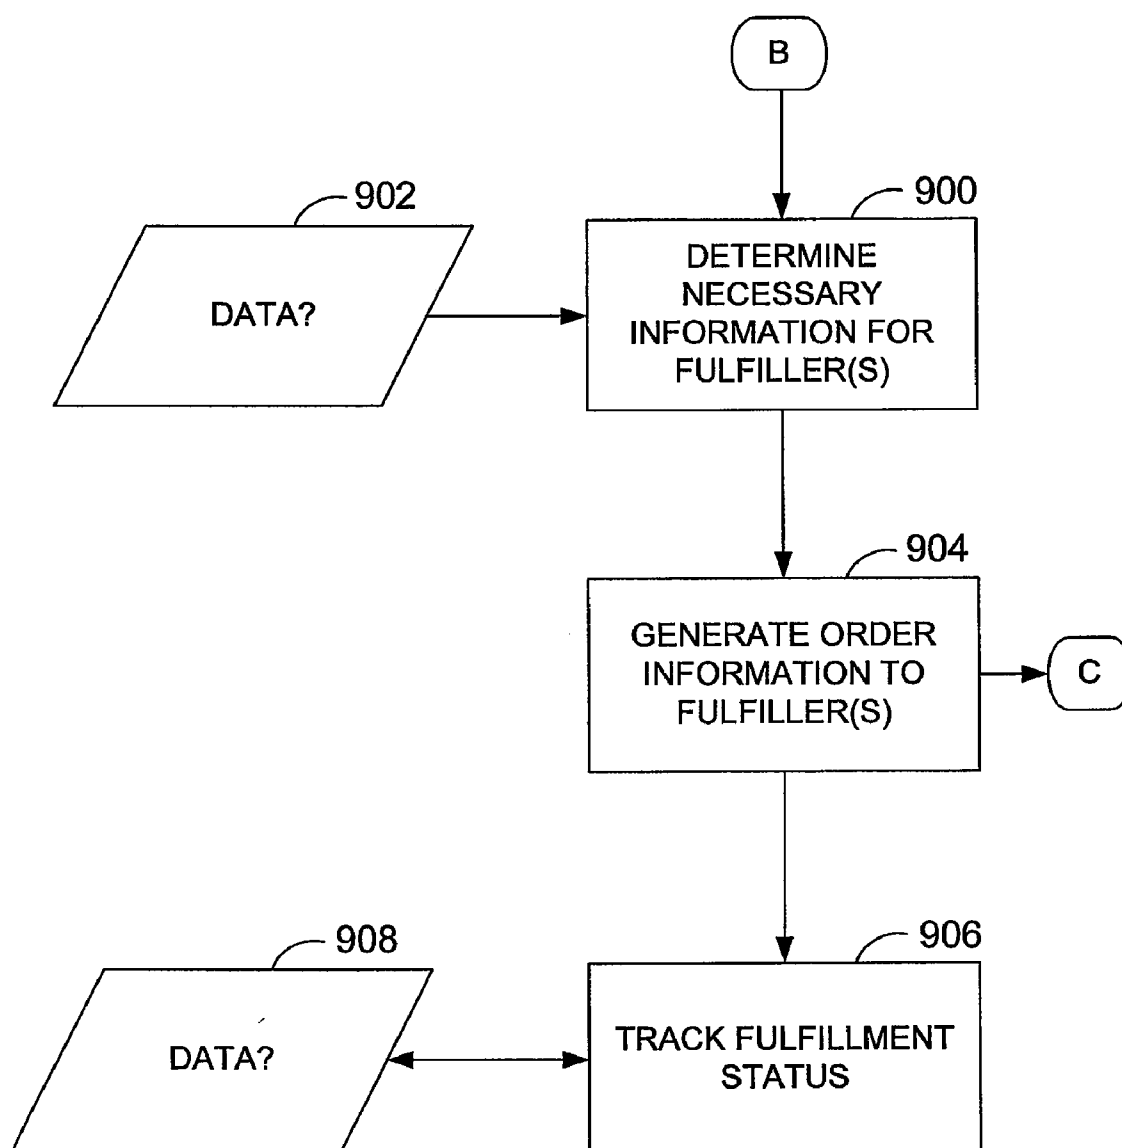 B
902
900
DATA?
DETERMINE
NECESSARY
INFORMATION FOR
FULFILLER(S)
904
GENERATE ORDER
INFORMATION TO
FULFILLER(S)
C
908
906
DATA?
TRACK FULFILLMENT
STATUS